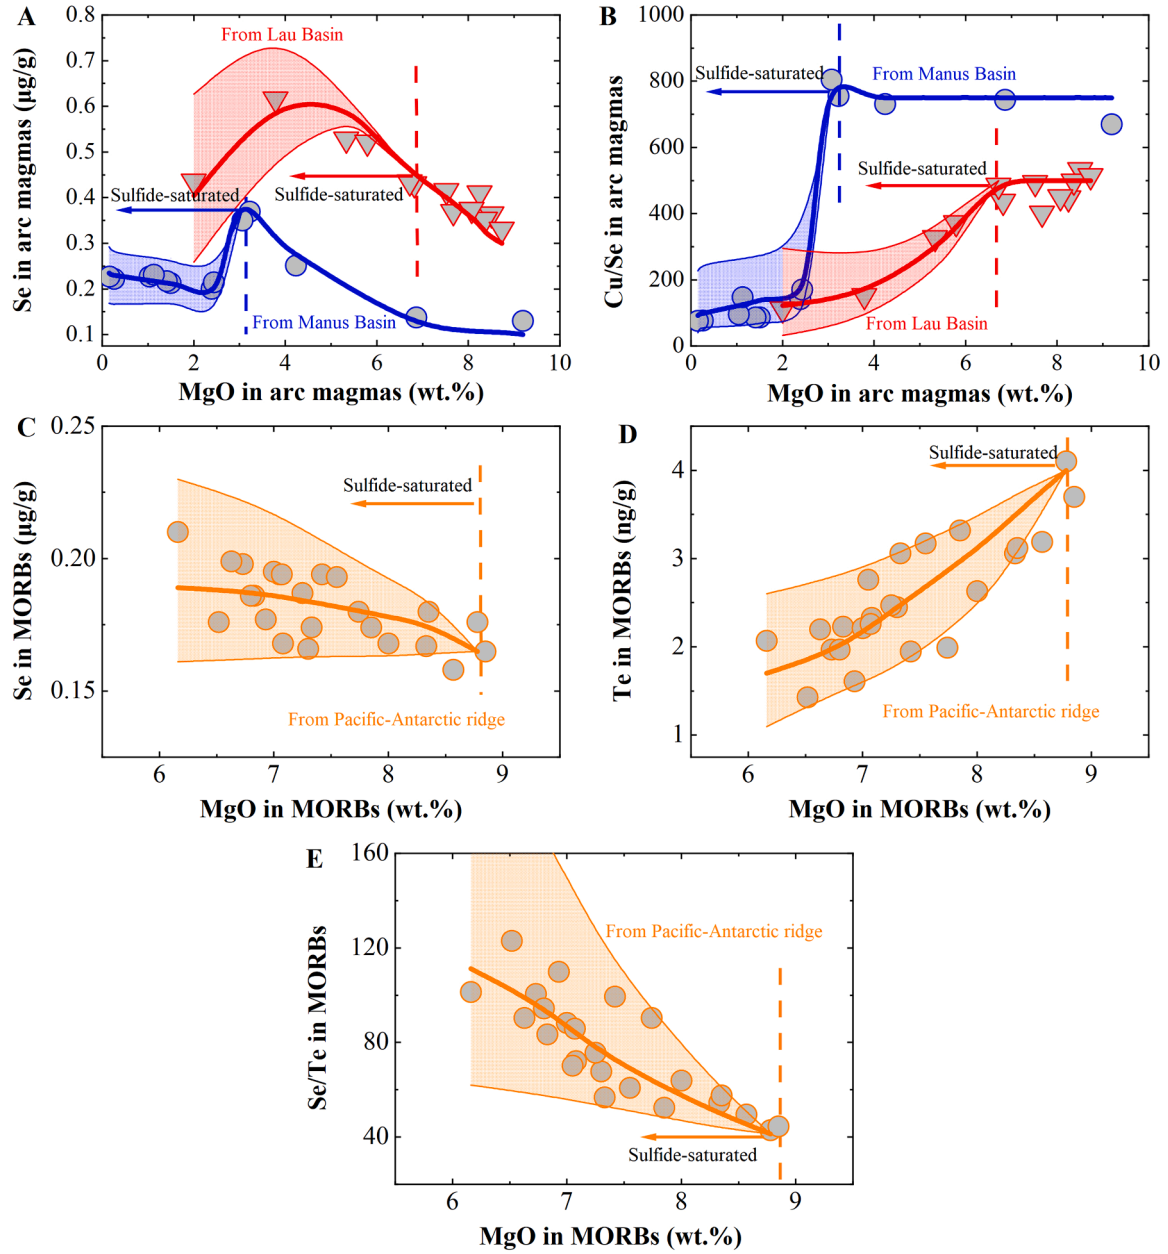 A
From Lau Basin
Sulfide-saturated
Sulfide-saturated
From Manus Basin
Se in arc magmas (μg/g)
0.8
0.7
0.6
0.5
0.4
0.3
0.2
0.1
0 2 4 6 8 10
MgO in arc magmas (wt.%)
B
Sulfide-saturated
From Manus Basin
Sulfide-saturated
From Lau Basin
Cu/Se in arc magmas
1000
800
600
400
200
0
0 2 4 6 8 10
MgO in arc magmas (wt.%)
C
Sulfide-saturated
From Pacific-Antarctic ridge
Se in MORBs (μg/g)
0.25
0.20
0.15
6 7 8 9
MgO in MORBs (wt.%)
D
Sulfide-saturated
From Pacific-Antarctic ridge
Te in MORBs (ng/g)
4
3
2
1
6 7 8 9
MgO in MORBs (wt.%)
E
From Pacific-Antarctic ridge
Sulfide-saturated
Se/Te in MORBs
160
120
80
40
6 7 8 9
MgO in MORBs (wt.%)